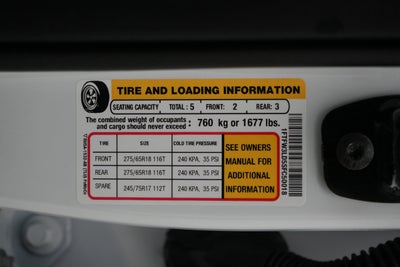 TIRE AND LOADING INFORMATION
SEATING CAPACITY TOTAL: 5 FRONT: 2 REAR: 3
The combined weight of occupants
and cargo should never exceed : 760 kg or 1677 lbs.
TIRE SIZE COLD TIRE PRESSURE
FRONT 275/65R18 116T 240 KPA, 35 PSI
REAR 275/65R18 116T 240 KPA, 35 PSI
SPARE 245/75R17 112T 240 KPA, 35 PSI
SEE OWNERS
MANUAL FOR
ADDITIONAL
INFORMATION